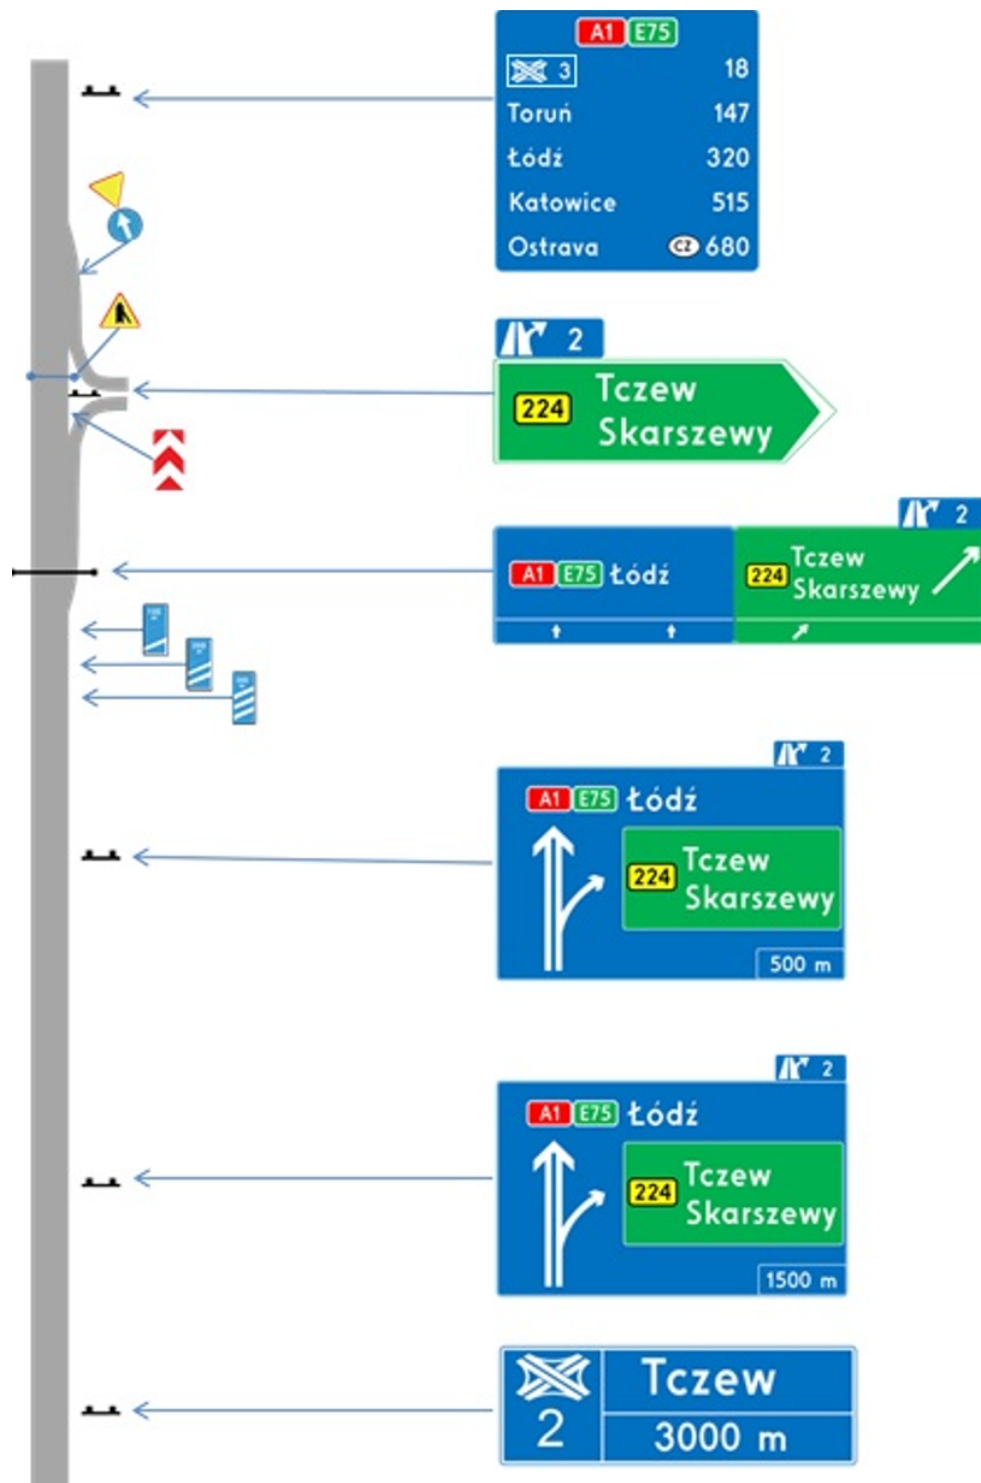 A1 E75
3 18
Toruń 147
Łódź 320
Katowice 515
Ostrava CZ 680
2
224 Tczew
Skarszewy
2
A1 E75 Łódź
224 Tczew
Skarszewy
2
A1 E75 Łódź
224 Tczew
Skarszewy
500 m
2
A1 E75 Łódź
224 Tczew
Skarszewy
1500 m
2
Tczew
3000 m